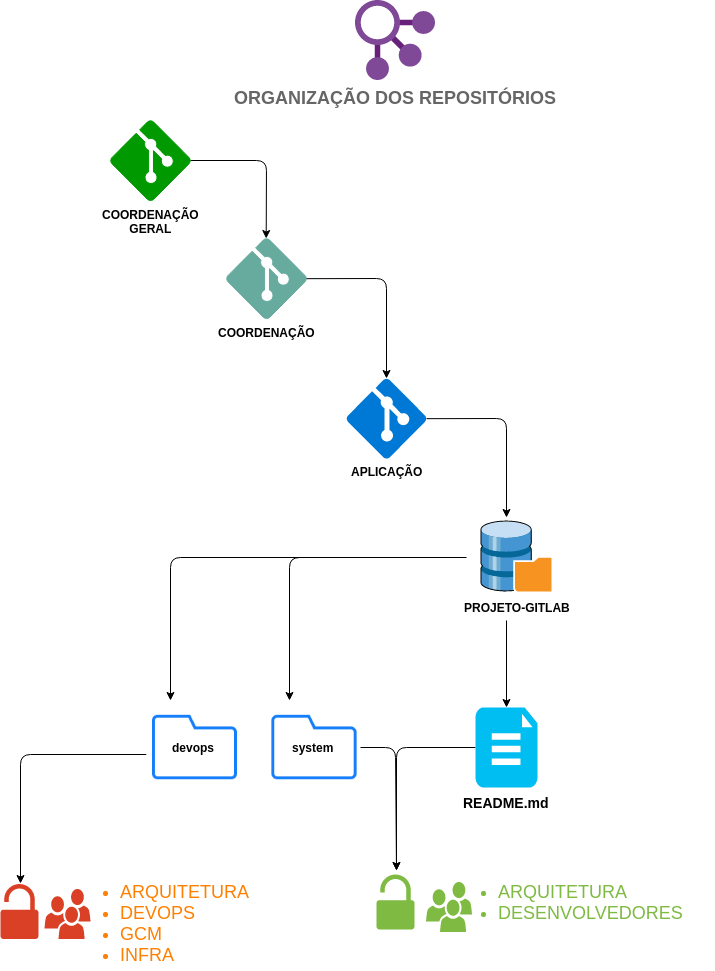 ORGANIZAÇÃO DOS REPOSITÓRIOS
COORDENAÇÃO
GERAL
COORDENAÇÃO
APLICAÇÃO
PROJETO-GITLAB
devops
system
README.md
ARQUITETURA
DEVOPS
GCM
INFRA
ARQUITETURA
DESENVOLVEDORES